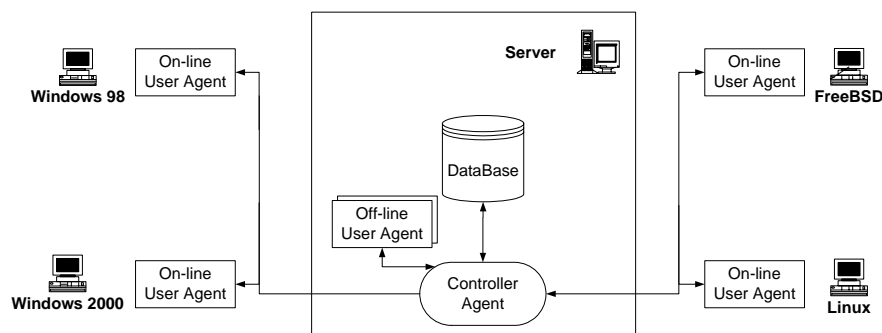 On-line
User Agent
Windows 98
Server
On-line
User Agent
FreeBSD
DataBase
Off-line
User Agent
On-line
User Agent
Windows 2000
Controller
Agent
On-line
User Agent
Linux